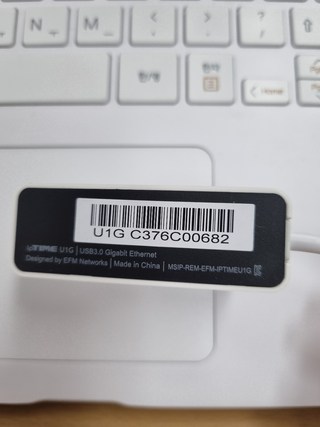 N
M
한/영
한자
Home
U1G C376C00682
ipTIME U1G | USB3.0 Gigabit Ethernet
Designed by EFM Networks | Made in China | MSIP-REM-EFM-IPTIMEU1G